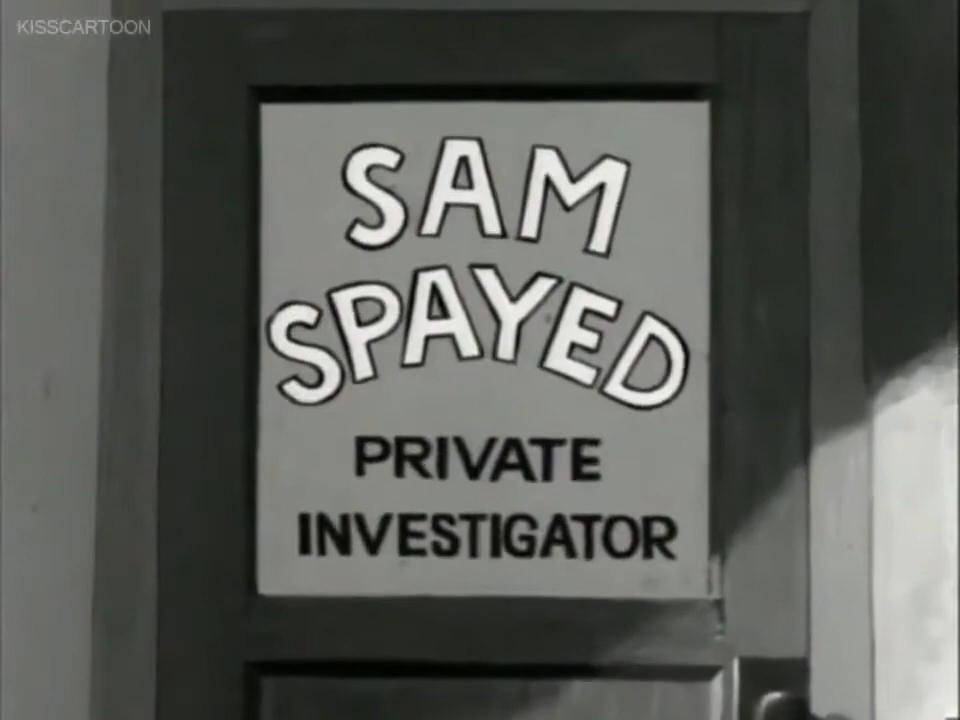 KISSCARTOON
SAM
SPAYED
PRIVATE
INVESTIGATOR